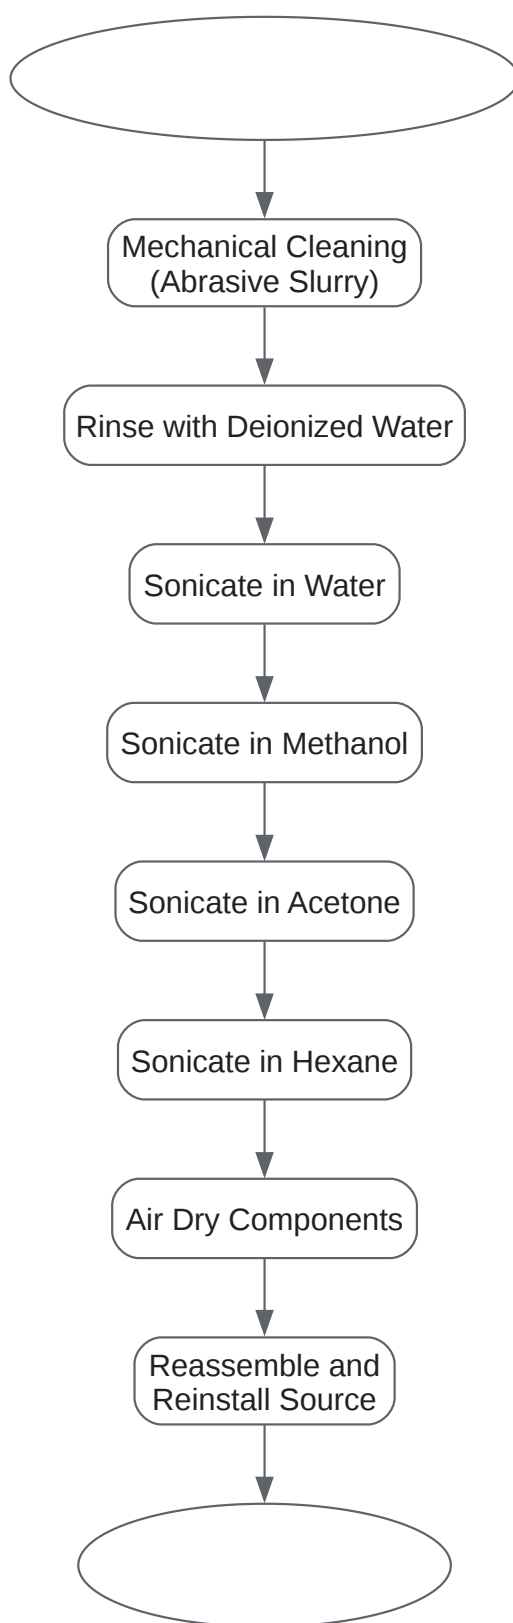 Mechanical Cleaning
(Abrasive Slurry)
Rinse with Deionized Water
Sonicate in Water
Sonicate in Methanol
Sonicate in Acetone
Sonicate in Hexane
Air Dry Components
Reassemble and
Reinstall Source